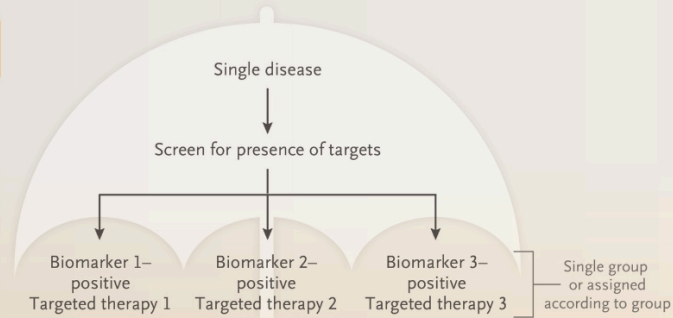 Single disease
Screen for presence of targets
Biomarker 1–
positive
Targeted therapy 1
Biomarker 2–
positive
Targeted therapy 2
Biomarker 3–
positive
Targeted therapy 3
Single group
or assigned
according to group